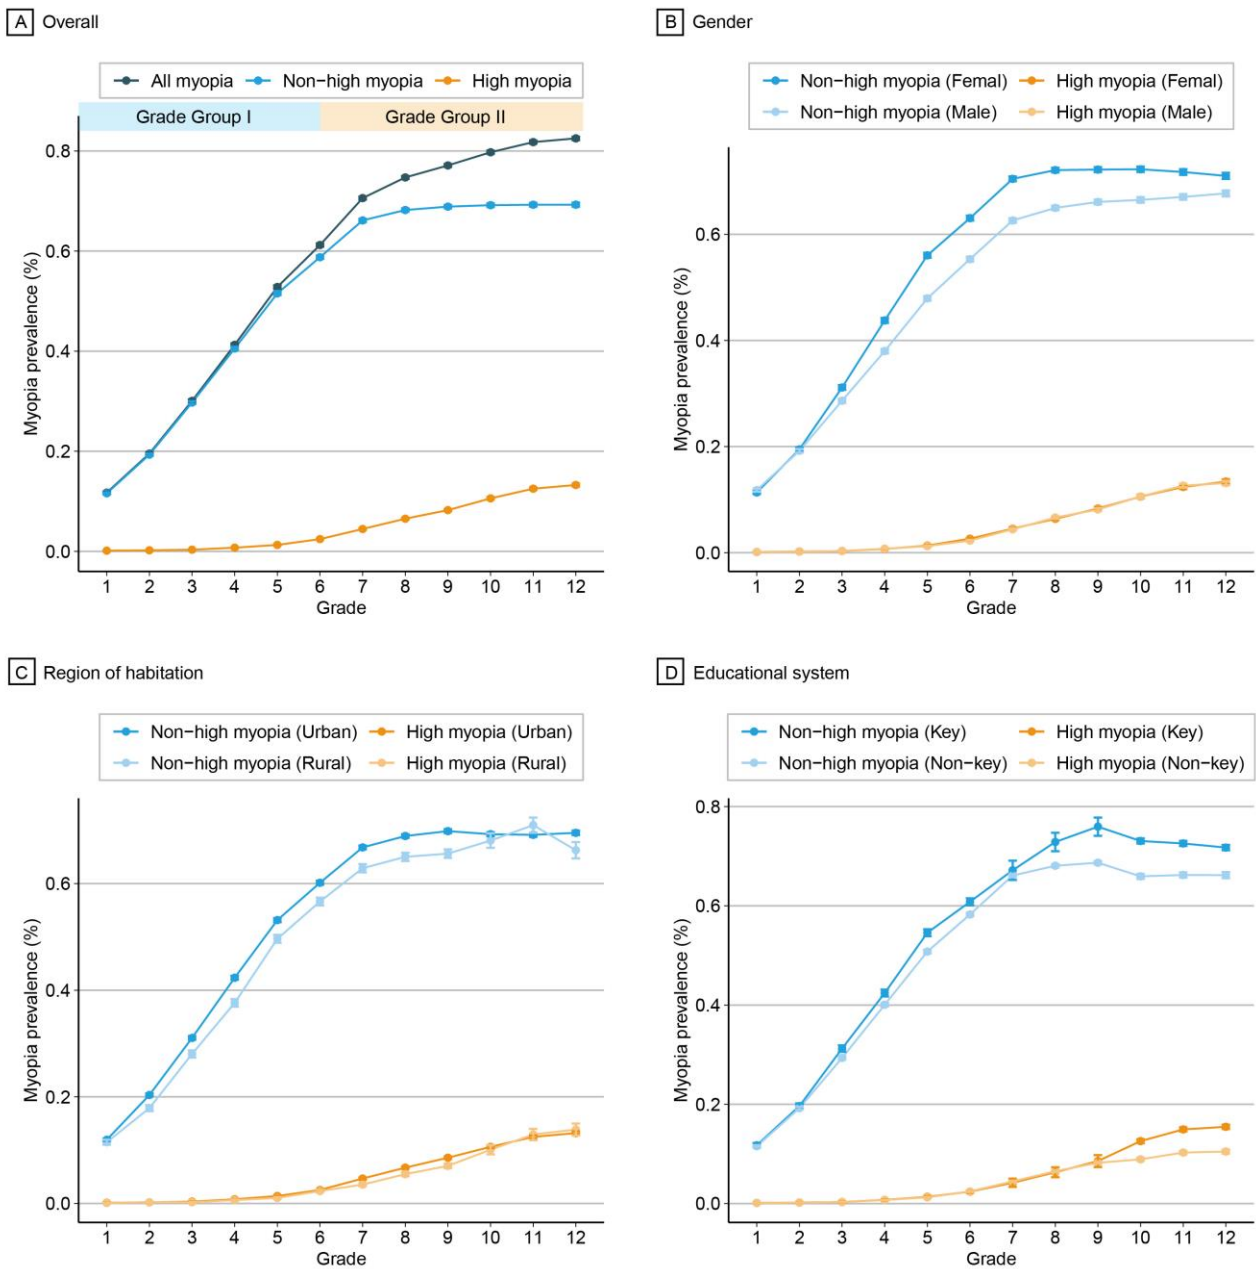 A Overall
All myopia Non−high myopia High myopia
Grade Group I Grade Group II
Myopia prevalence (%)
0.8
0.6
0.4
0.2
0.0
1 2 3 4 5 6 7 8 9 10 11 12
Grade
B Gender
Non−high myopia (Femal) High myopia (Femal)
Non−high myopia (Male) High myopia (Male)
Myopia prevalence (%)
0.6
0.4
0.2
0.0
1 2 3 4 5 6 7 8 9 10 11 12
Grade
C Region of habitation
Non−high myopia (Urban) High myopia (Urban)
Non−high myopia (Rural) High myopia (Rural)
Myopia prevalence (%)
0.6
0.4
0.2
0.0
1 2 3 4 5 6 7 8 9 10 11 12
Grade
D Educational system
Non−high myopia (Key) High myopia (Key)
Non−high myopia (Non−key) High myopia (Non−key)
Myopia prevalence (%)
0.8
0.6
0.4
0.2
0.0
1 2 3 4 5 6 7 8 9 10 11 12
Grade